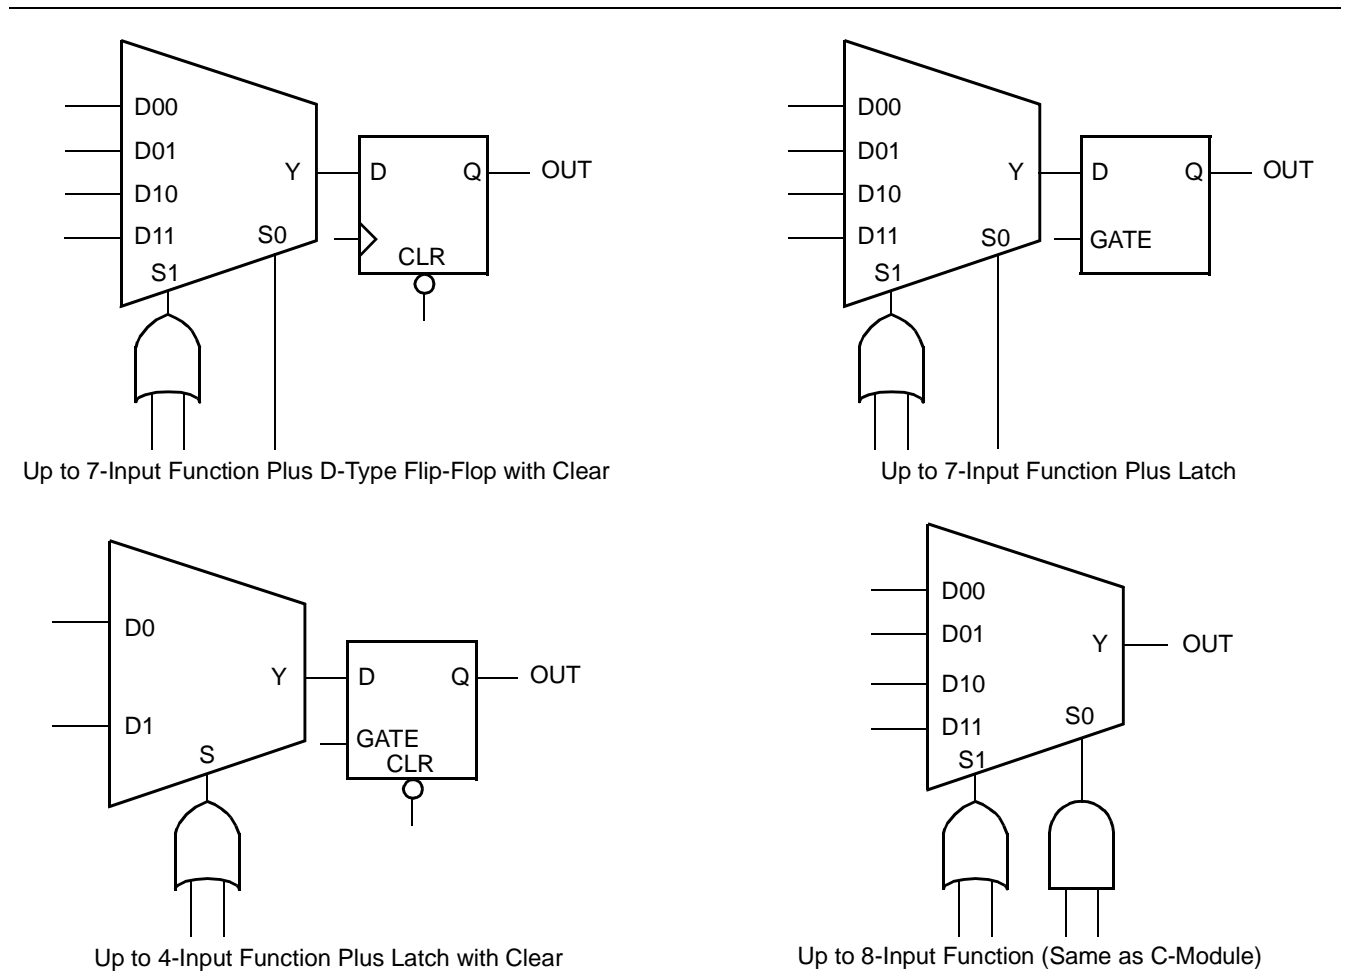 D00
D01
D10
D11
Y
S0
S1
D
Q
CLR
OUT
Up to 7-Input Function Plus D-Type Flip-Flop with Clear
D00
D01
D10
D11
Y
S0
S1
D
Q
GATE
OUT
Up to 7-Input Function Plus Latch
D0
D1
Y
S
D
Q
GATE
CLR
OUT
Up to 4-Input Function Plus Latch with Clear
D00
D01
D10
D11
Y
S0
S1
OUT
Up to 8-Input Function (Same as C-Module)